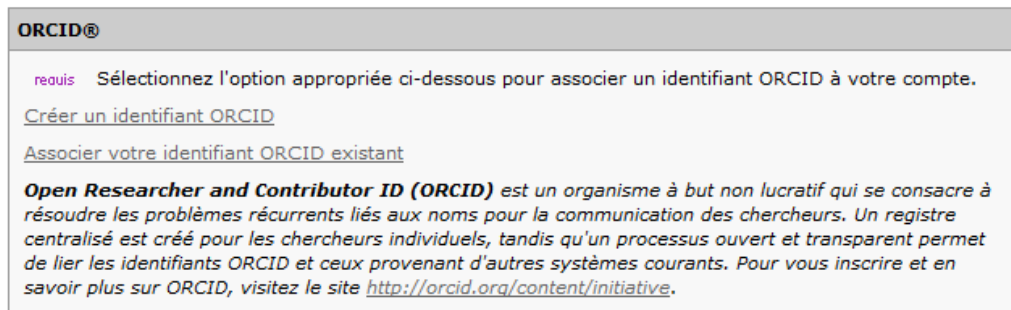 ORCID®
requis Sélectionnez l'option appropriée ci-dessous pour associer un identifiant ORCID à votre compte.
Créer un identifiant ORCID
Associer votre identifiant ORCID existant
Open Researcher and Contributor ID (ORCID) est un organisme à but non lucratif qui se consacre à
résoudre les problèmes récurrents liés aux noms pour la communication des chercheurs. Un registre
centralisé est créé pour les chercheurs individuels, tandis qu'un processus ouvert et transparent permet
de lier les identifiants ORCID et ceux provenant d'autres systèmes courants. Pour vous inscrire et en
savoir plus sur ORCID, visitez le site http://orcid.org/content/initiative.